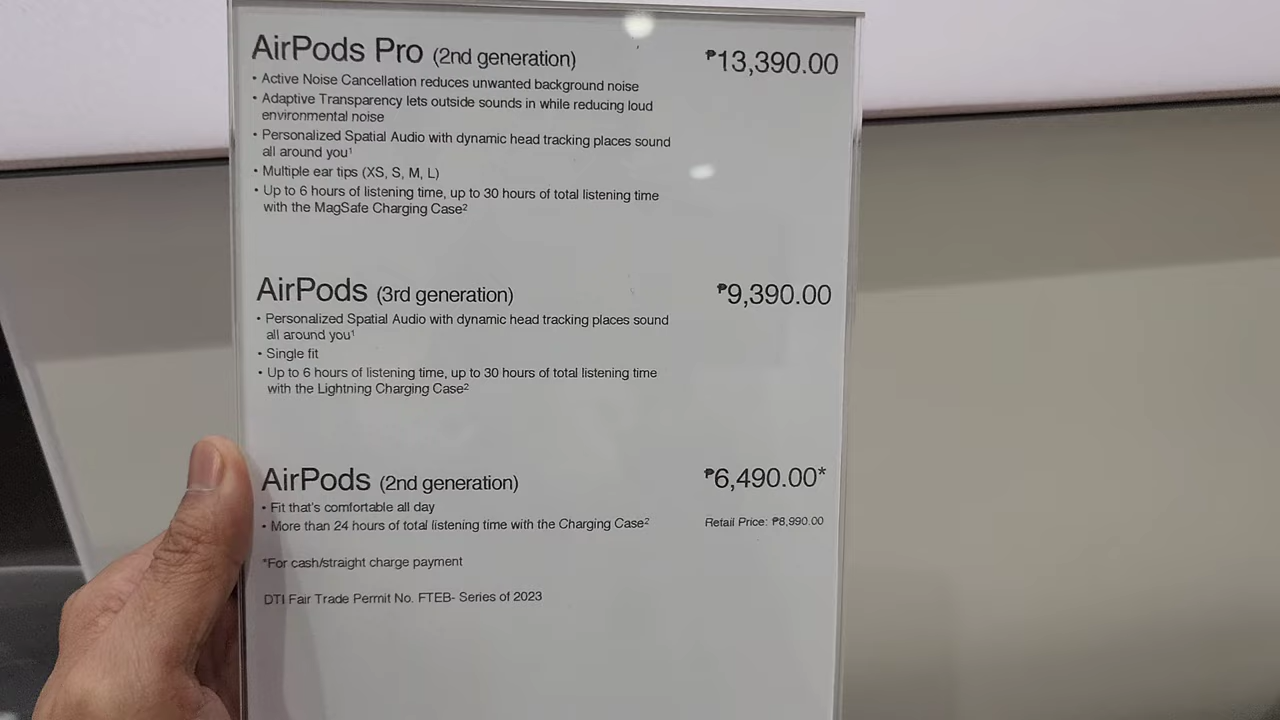 AirPods Pro (2nd generation) ₱13,390.00
• Active Noise Cancellation reduces unwanted background noise
• Adaptive Transparency lets outside sounds in while reducing loud
environmental noise
• Personalized Spatial Audio with dynamic head tracking places sound
all around you¹
• Multiple ear tips (XS, S, M, L)
• Up to 6 hours of listening time, up to 30 hours of total listening time
with the MagSafe Charging Case²
AirPods (3rd generation) ₱9,390.00
• Personalized Spatial Audio with dynamic head tracking places sound
all around you¹
• Single fit
• Up to 6 hours of listening time, up to 30 hours of total listening time
with the Lightning Charging Case²
AirPods (2nd generation) ₱6,490.00*
• Fit that's comfortable all day
• More than 24 hours of total listening time with the Charging Case² Retail Price: ₱8,990.00
*For cash/straight charge payment
DTI Fair Trade Permit No. FTEB- Series of 2023